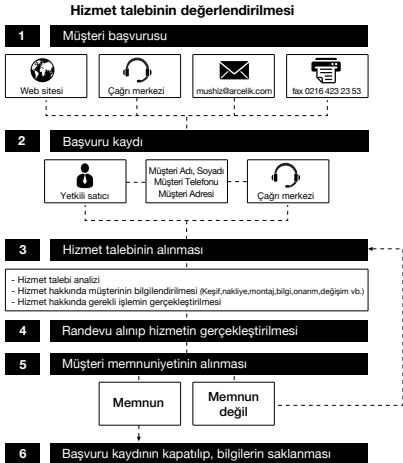 Hizmet talebinin değerlendirilmesi
1 Müşteri başvurusu
Web sitesi
Çağrı merkezi
mushiz@arcelik.com
fax 0216 423 23 53
2 Başvuru kaydı
Yetkili satıcı
Müşteri Adı, Soyadı
Müşteri Telefonu
Müşteri Adresi
Çağrı merkezi
3 Hizmet talebinin alınması
- Hizmet talebi analizi
- Hizmet hakkında müşterinin bilgilendirilmesi (Keşif,nakliye,montaj,bilgi,onarım,değişim vb.)
- Hizmet hakkında gerekli işlemin gerçekleştirilmesi
4 Randevu alınıp hizmetin gerçekleştirilmesi
5 Müşteri memnuniyetinin alınması
Memnun
Memnun
değil
6 Başvuru kaydının kapatılıp, bilgilerin saklanması